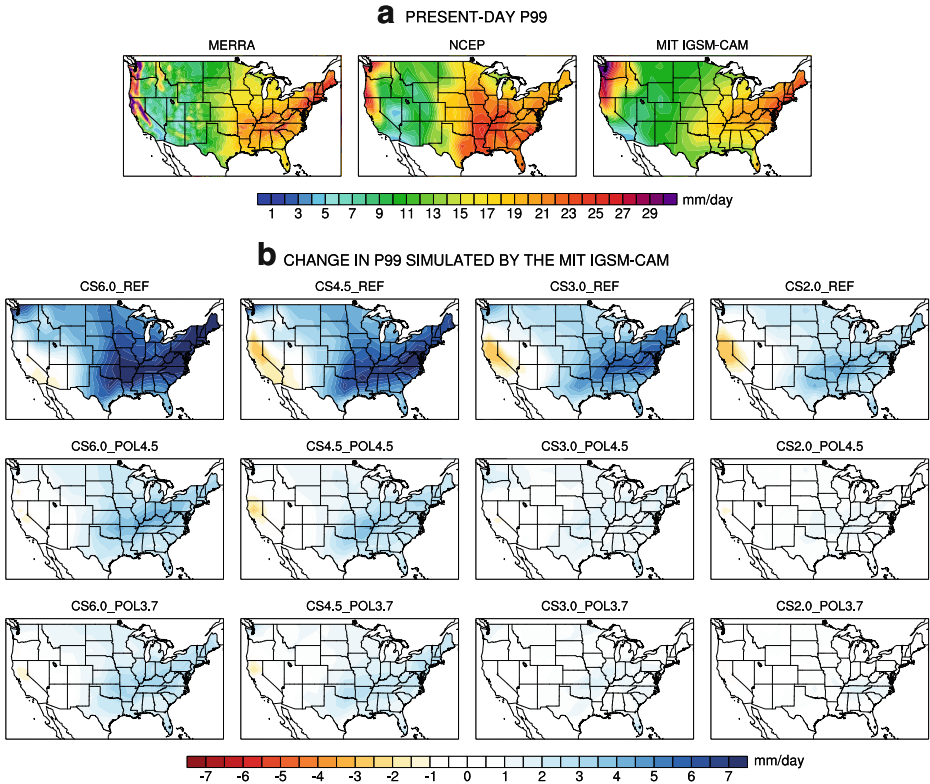 a PRESENT-DAY P99
MERRA NCEP MIT IGSM-CAM
1 3 5 7 9 11 13 15 17 19 21 23 25 27 29 mm/day
b CHANGE IN P99 SIMULATED BY THE MIT IGSM-CAM
CS6.0_REF CS4.5_REF CS3.0_REF CS2.0_REF
CS6.0_POL4.5 CS4.5_POL4.5 CS3.0_POL4.5 CS2.0_POL4.5
CS6.0_POL3.7 CS4.5_POL3.7 CS3.0_POL3.7 CS2.0_POL3.7
-7 -6 -5 -4 -3 -2 -1 0 1 2 3 4 5 6 7 mm/day